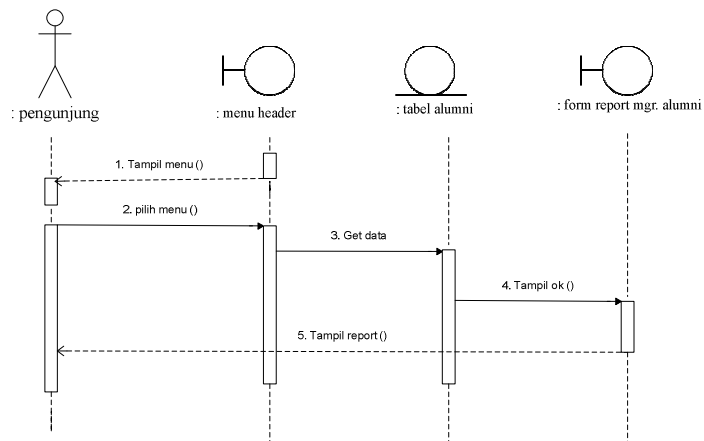 : pengunjung
: menu header
: tabel alumni
: form report mgr. alumni
1. Tampil menu ()
2. pilih menu ()
3. Get data
4. Tampil ok ()
5. Tampil report ()